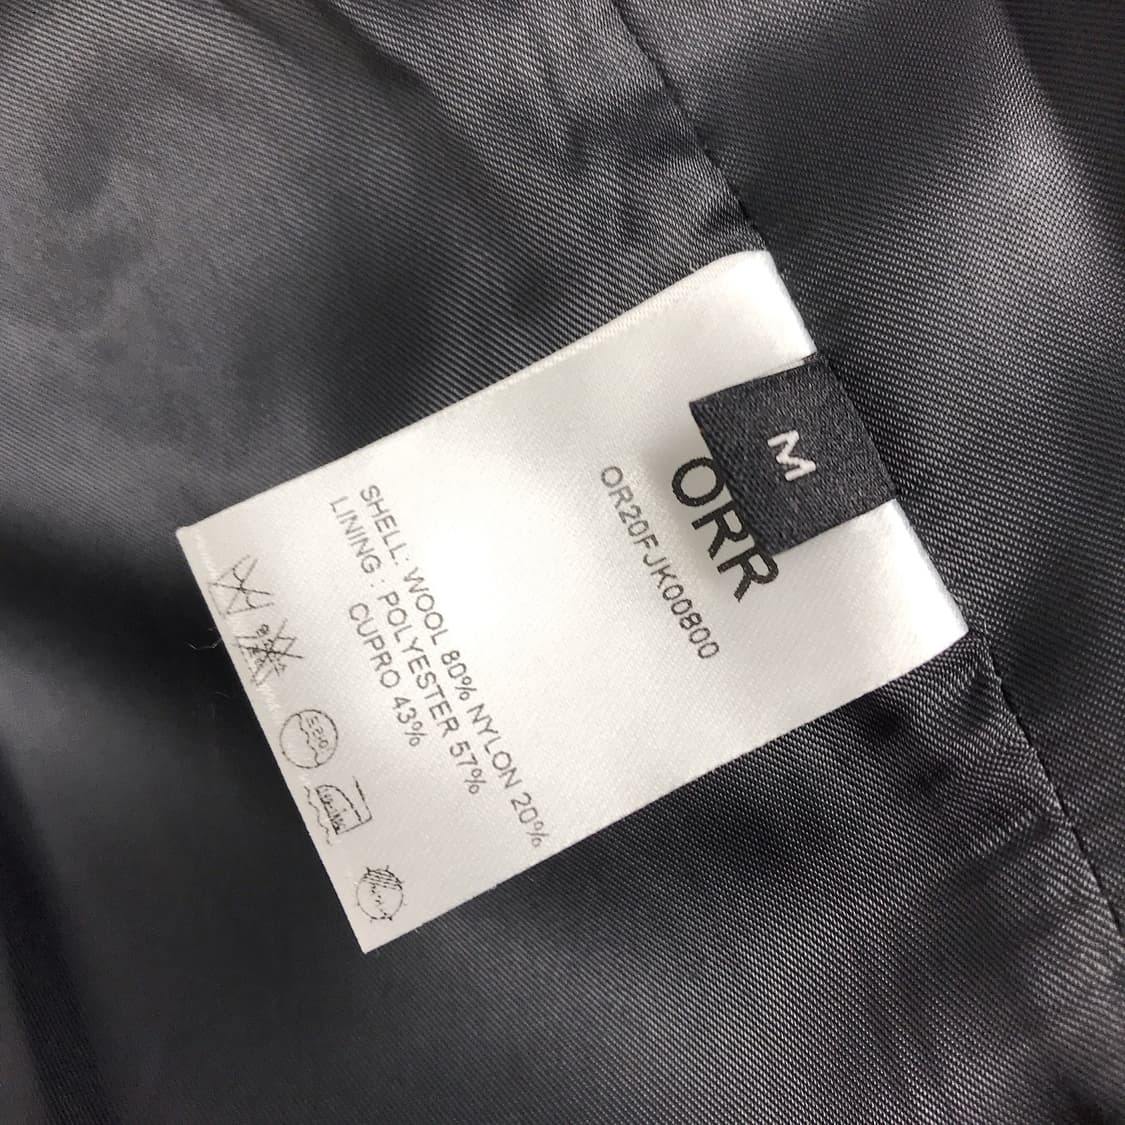 M
ORR
OR20FJK00800
SHELL: WOOL 80% NYLON 20%
LINING : POLYESTER 57%
CUPRO 43%